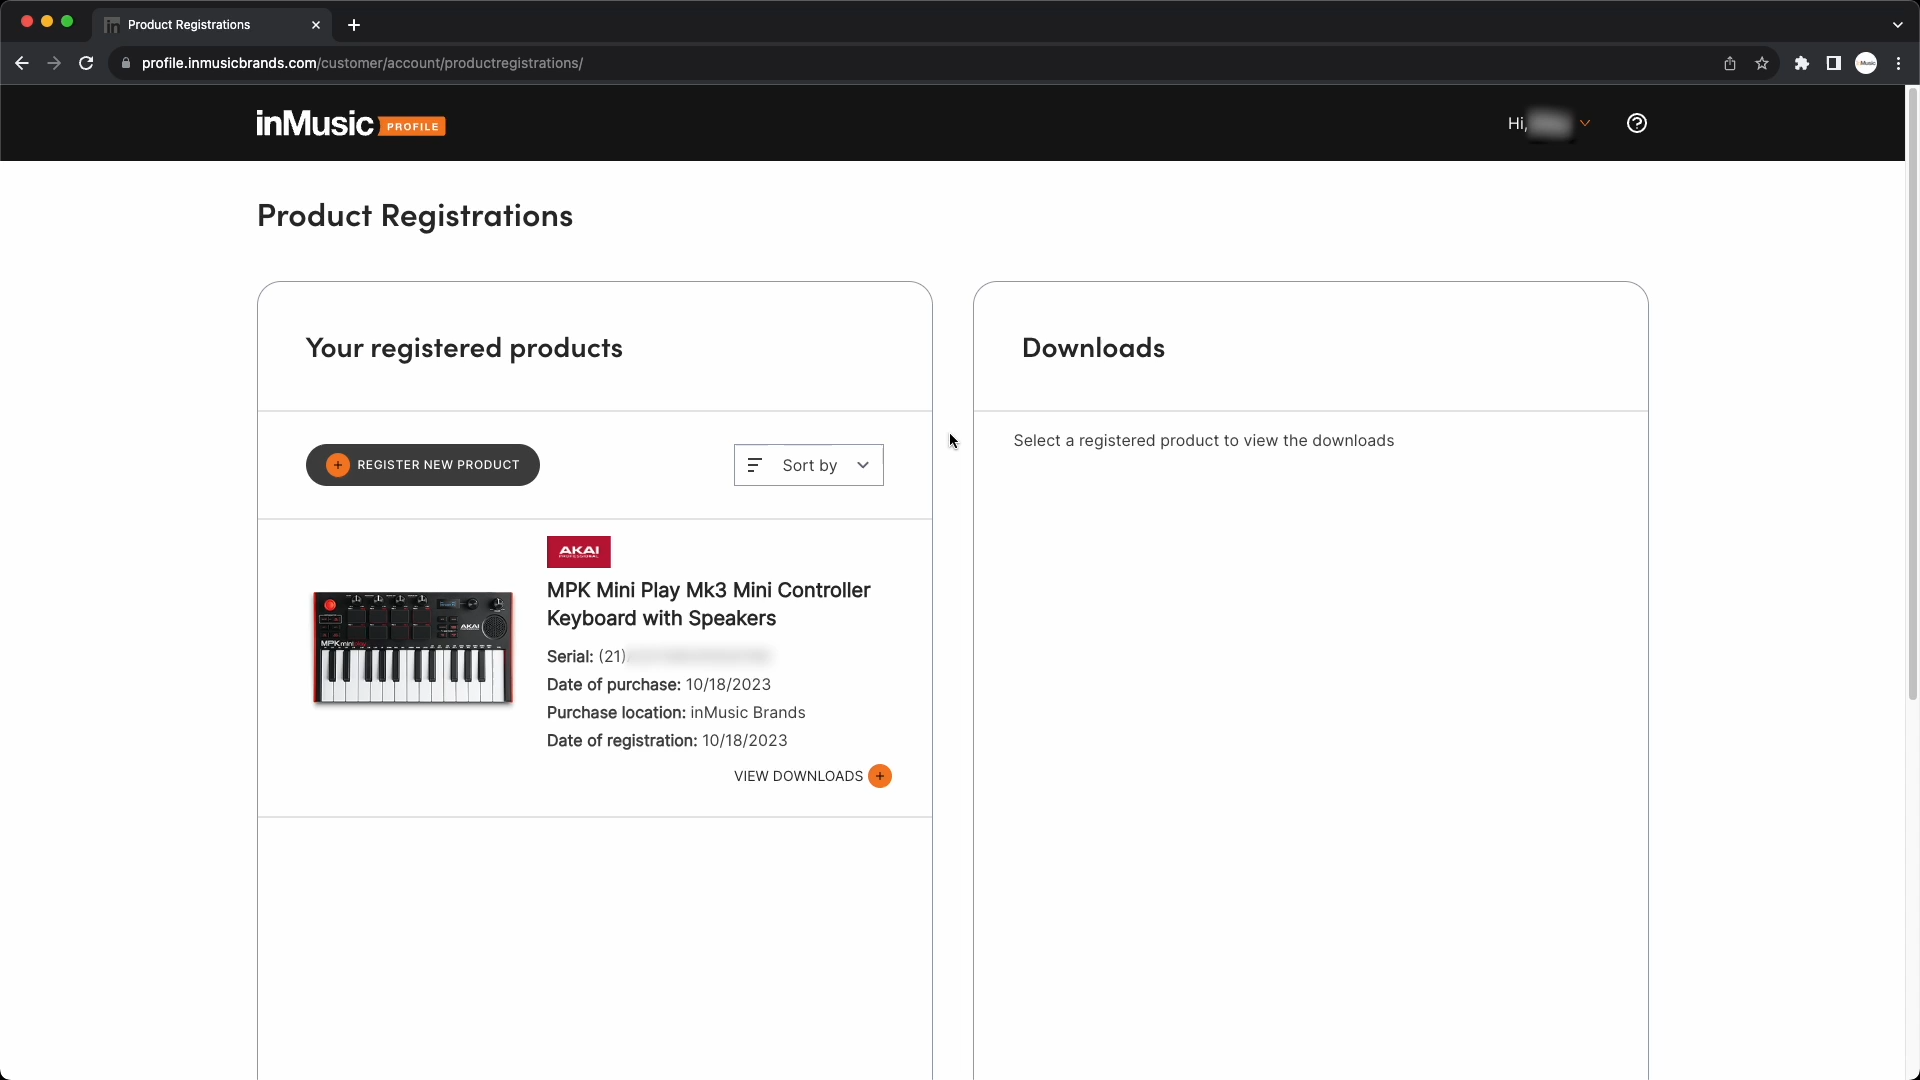 Product Registrations
profile.inmusicbrands.com/customer/account/productregistrations/
inMusic PROFILE
Hi,
Product Registrations
Your registered products
REGISTER NEW PRODUCT
Sort by
AKAI
PROFESSIONAL
MPK Mini Play Mk3 Mini Controller
Keyboard with Speakers
Serial: (21)
Date of purchase: 10/18/2023
Purchase location: inMusic Brands
Date of registration: 10/18/2023
VIEW DOWNLOADS
AKAI
MPKmini
Downloads
Select a registered product to view the downloads